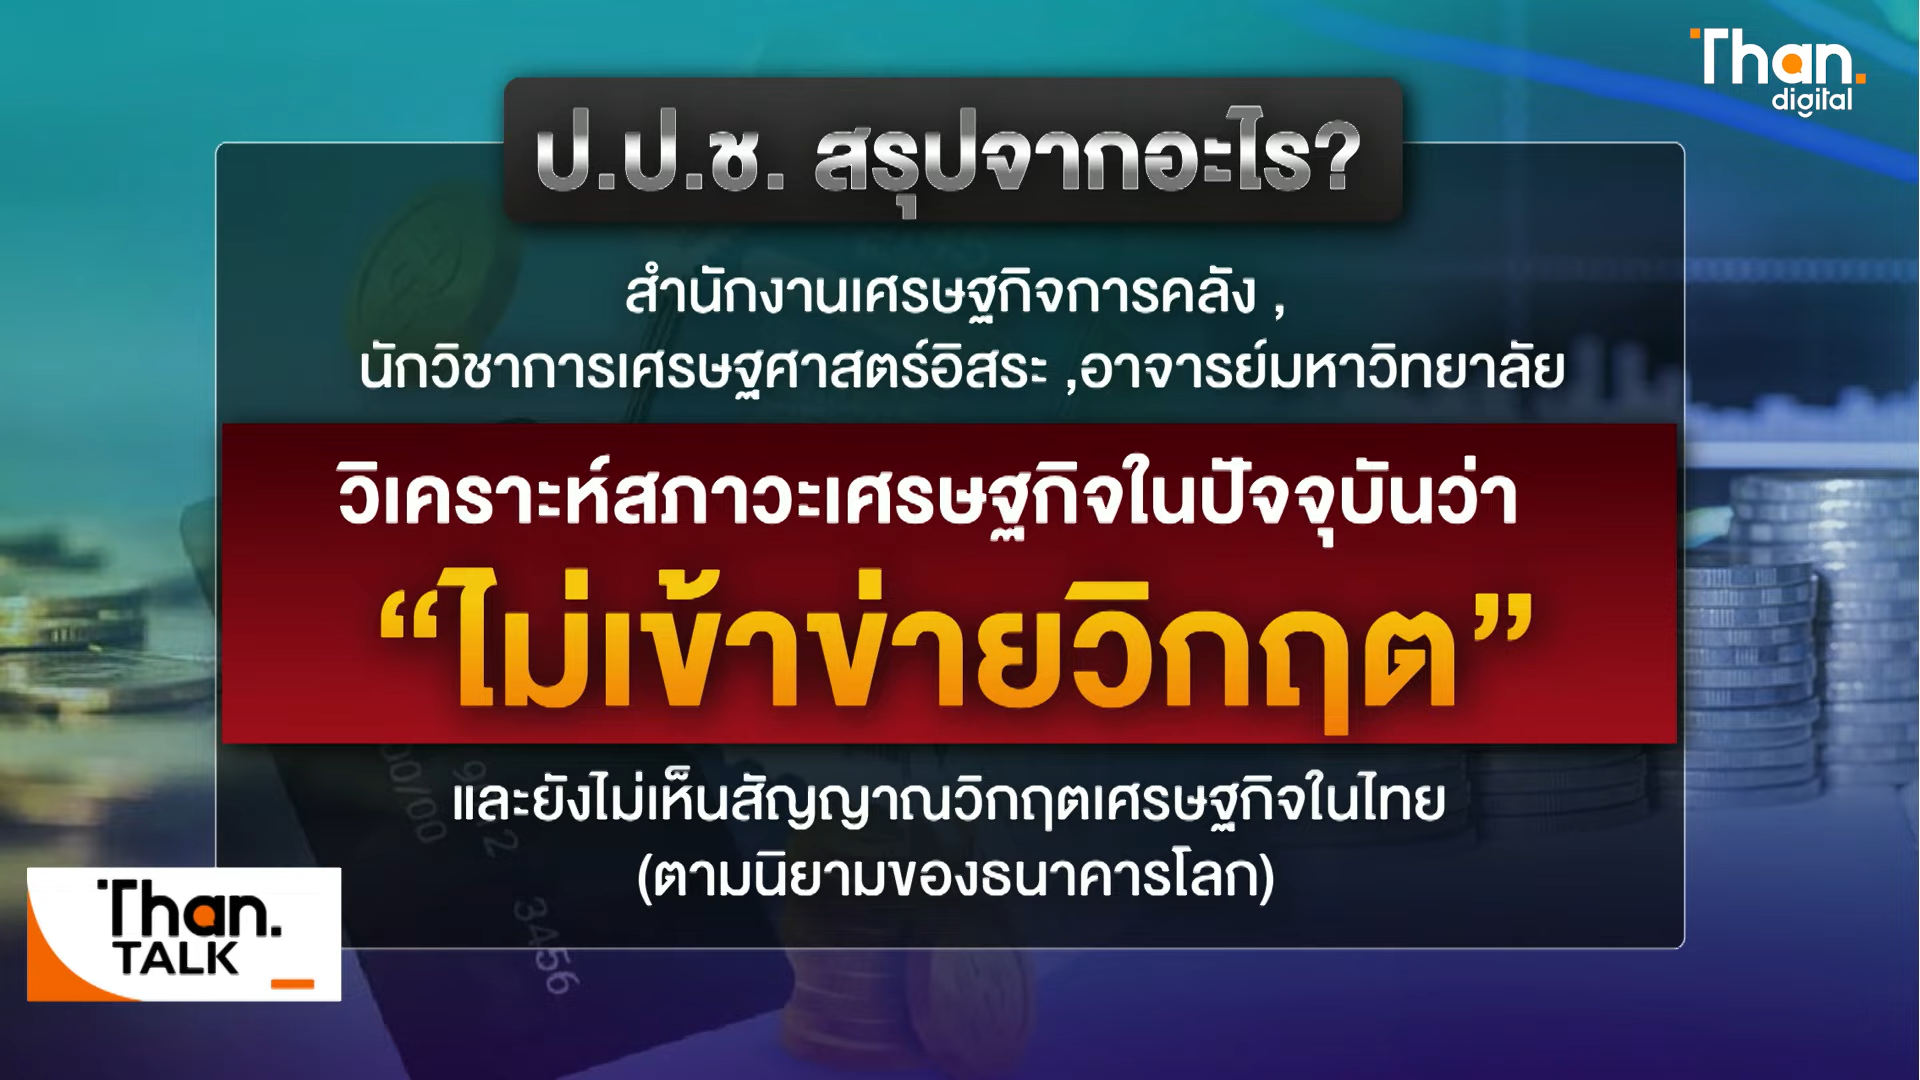 Than.
digital
ป.ป.ช. สรุปจากอะไร?
สำนักงานเศรษฐกิจการคลัง ,
นักวิชาการเศรษฐศาสตร์อิสระ ,อาจารย์มหาวิทยาลัย
วิเคราะห์สภาวะเศรษฐกิจในปัจจุบันว่า
“ไม่เข้าข่ายวิกฤต”
และยังไม่เห็นสัญญาณวิกฤตเศรษฐกิจในไทย
(ตามนิยามของธนาคารโลก)
00/00
9012
3456
Than.
TALK